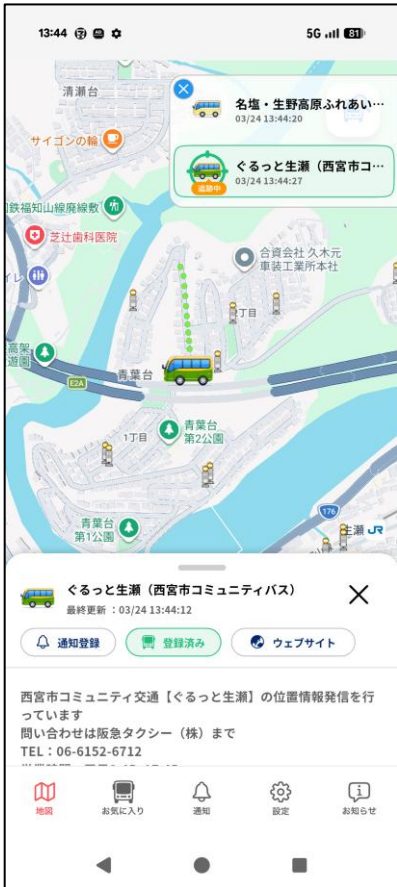 13:44
5G 81
清瀬台
名塩・生野高原ふれあい…
03/24 13:44:20
サイゴンの輪
ぐるっと生瀬（西宮市コ…
追跡中
03/24 13:44:27
鉄福知山線廃線敷
芝辻歯科医院
合資会社 久木元
車装工業所本社
イレ
丁目
高架
遊園
青葉台
E2A
1丁目
青葉台
第2公園
176
青葉台
第1公園
生瀬 JR
ぐるっと生瀬（西宮市コミュニティバス）
最終更新 : 03/24 13:44:12
通知登録
登録済み
ウェブサイト
西宮市コミュニティ交通【ぐるっと生瀬】の位置情報発信を行
っています
問い合わせは阪急タクシー（株）まで
TEL：06-6152-6712
地図
お気に入り
通知
設定
お知らせ